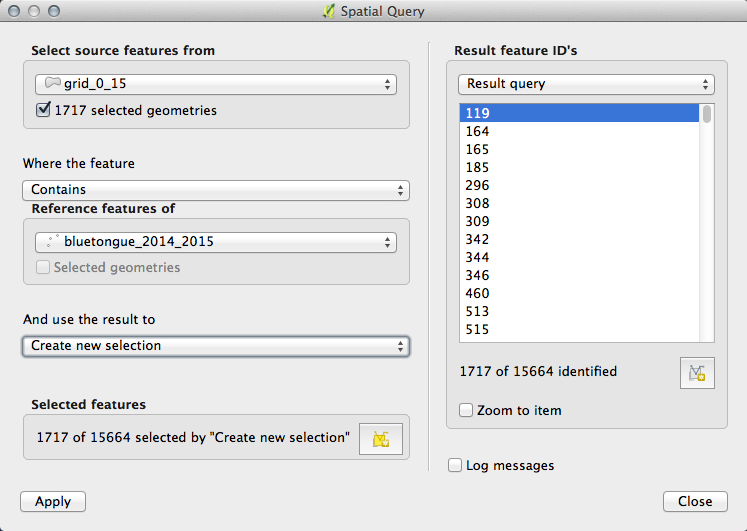 Spatial Query
Select source features from
grid_0_15
1717 selected geometries
Where the feature
Contains
Reference features of
bluetongue_2014_2015
Selected geometries
And use the result to
Create new selection
Selected features
1717 of 15664 selected by "Create new selection"
Apply
Result feature ID's
Result query
119
164
165
185
296
308
309
342
344
346
460
513
515
1717 of 15664 identified
Zoom to item
Log messages
Close